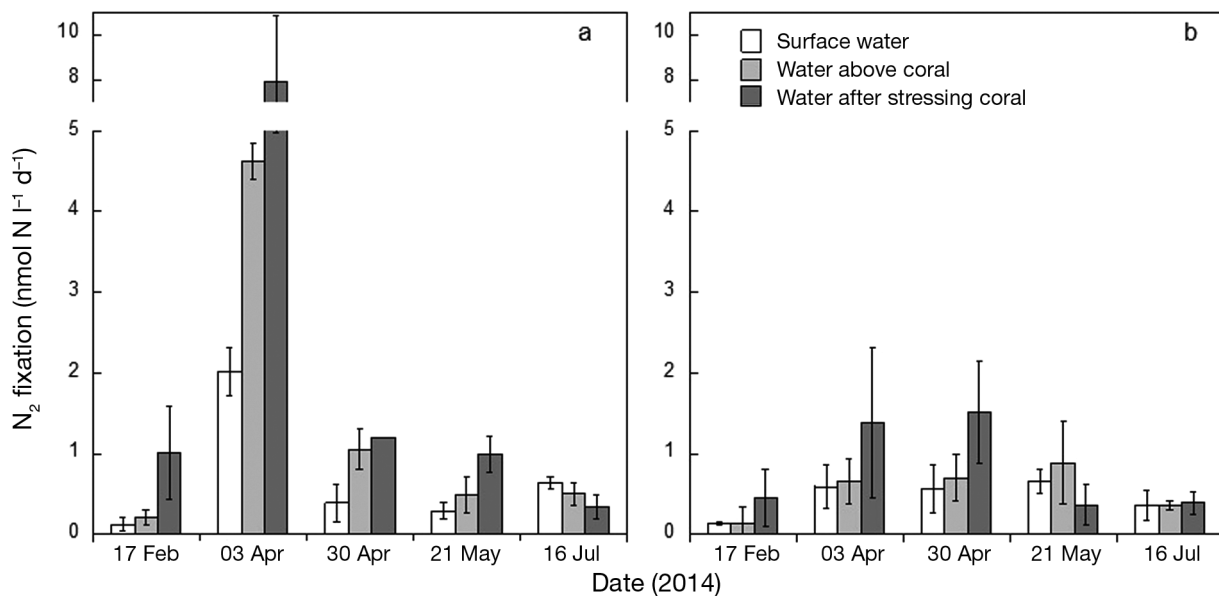 a
b
10
8
5
4
3
2
1
0
10
8
5
4
3
2
1
0
Surface water
Water above coral
Water after stressing coral
N₂ fixation (nmol N l⁻¹ d⁻¹)
17 Feb 03 Apr 30 Apr 21 May 16 Jul
17 Feb 03 Apr 30 Apr 21 May 16 Jul
Date (2014)